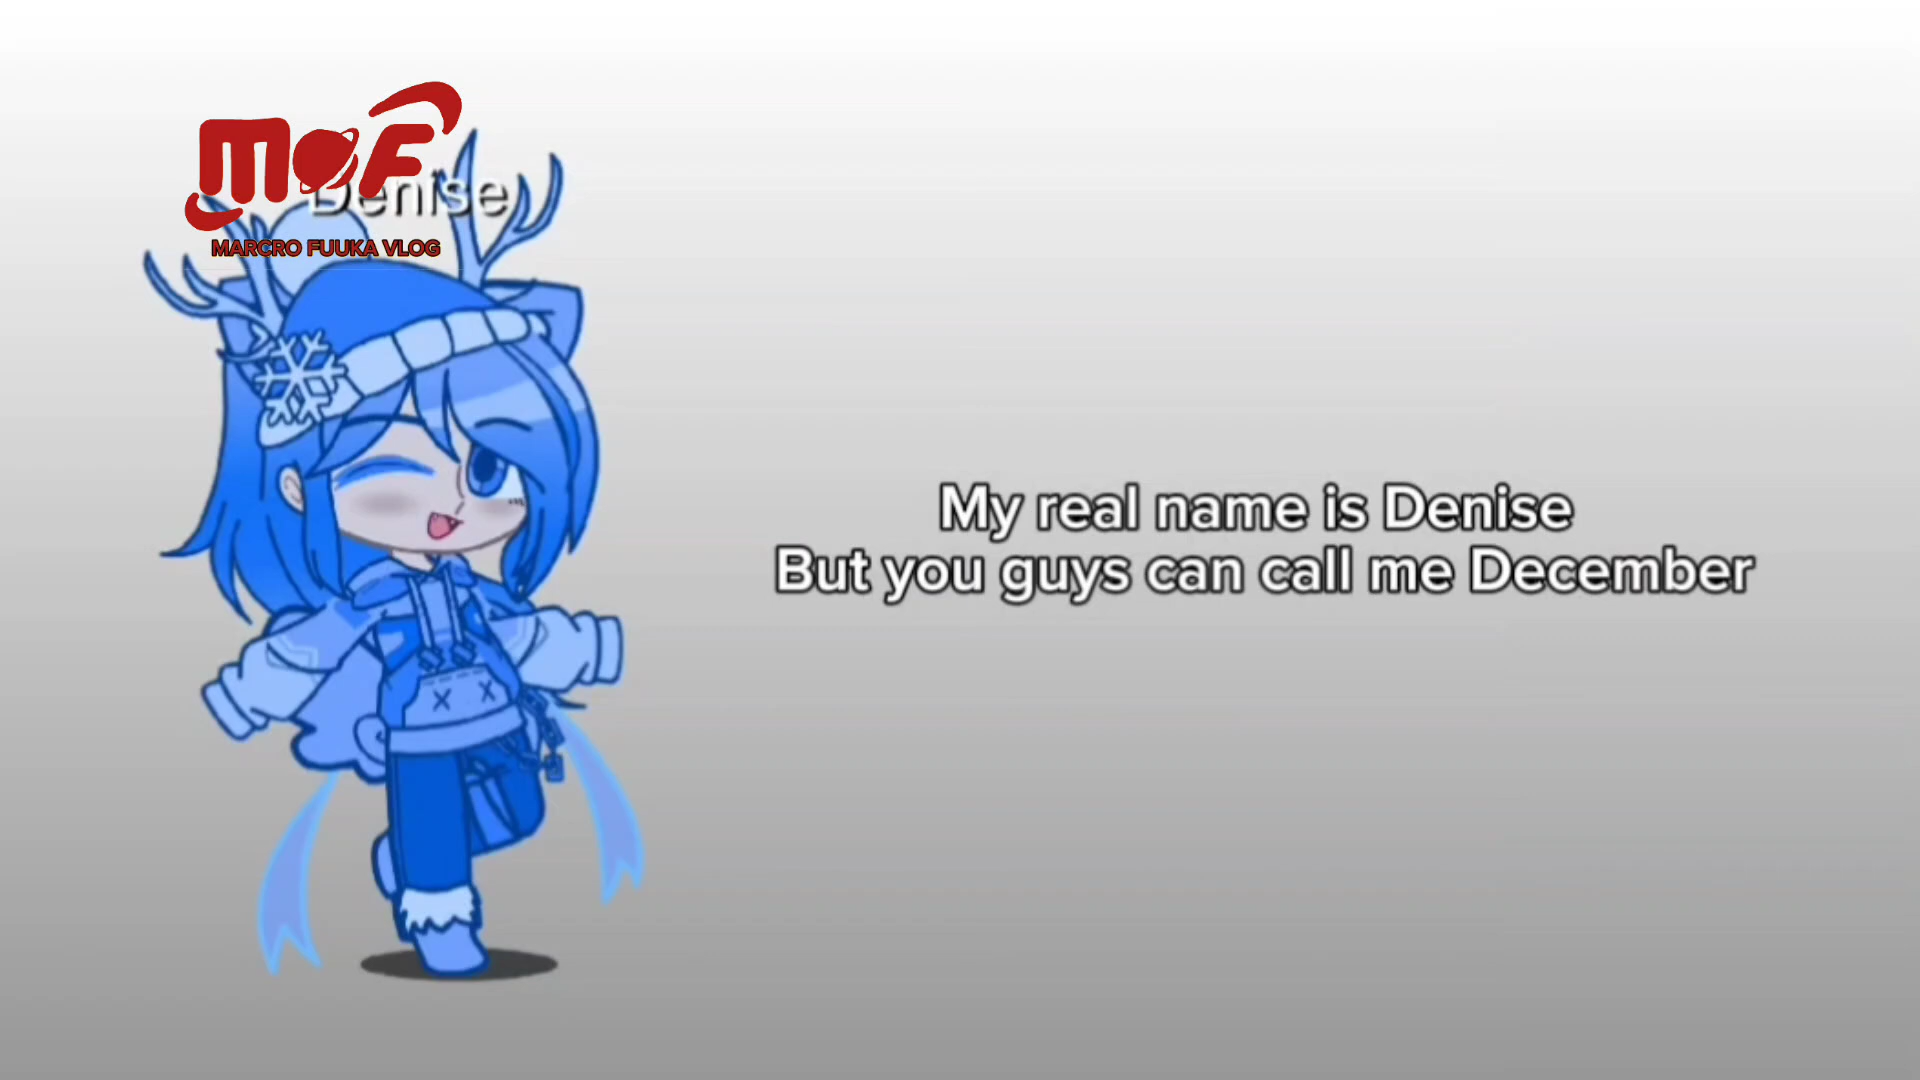 MOF
Denise
MARCRO FUUKA VLOG
My real name is Denise
But you guys can call me December